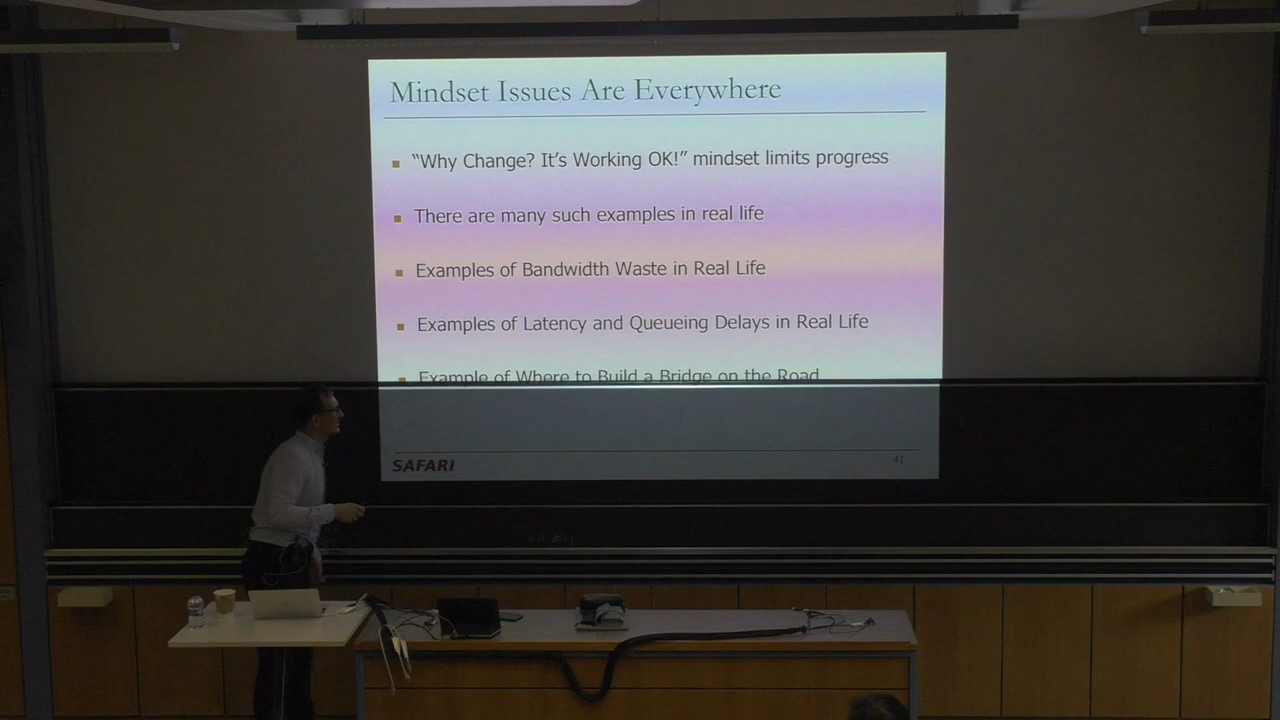 Mindset Issues Are Everywhere
“Why Change? It’s Working OK!” mindset limits progress
There are many such examples in real life
Examples of Bandwidth Waste in Real Life
Examples of Latency and Queueing Delays in Real Life
Example of Where to Build a Bridge on the Road
SAFARI
41